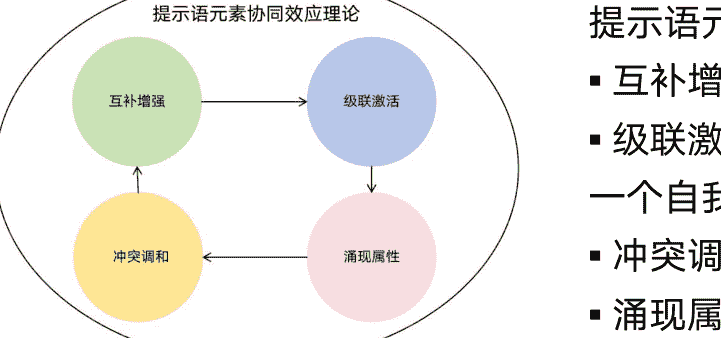 提示语元素协同效应理论
互补增强
级联激活
冲突调和
涌现属性
提示语
▪ 互补增
▪ 级联激
一个自我
▪ 冲突调
▪ 涌现属